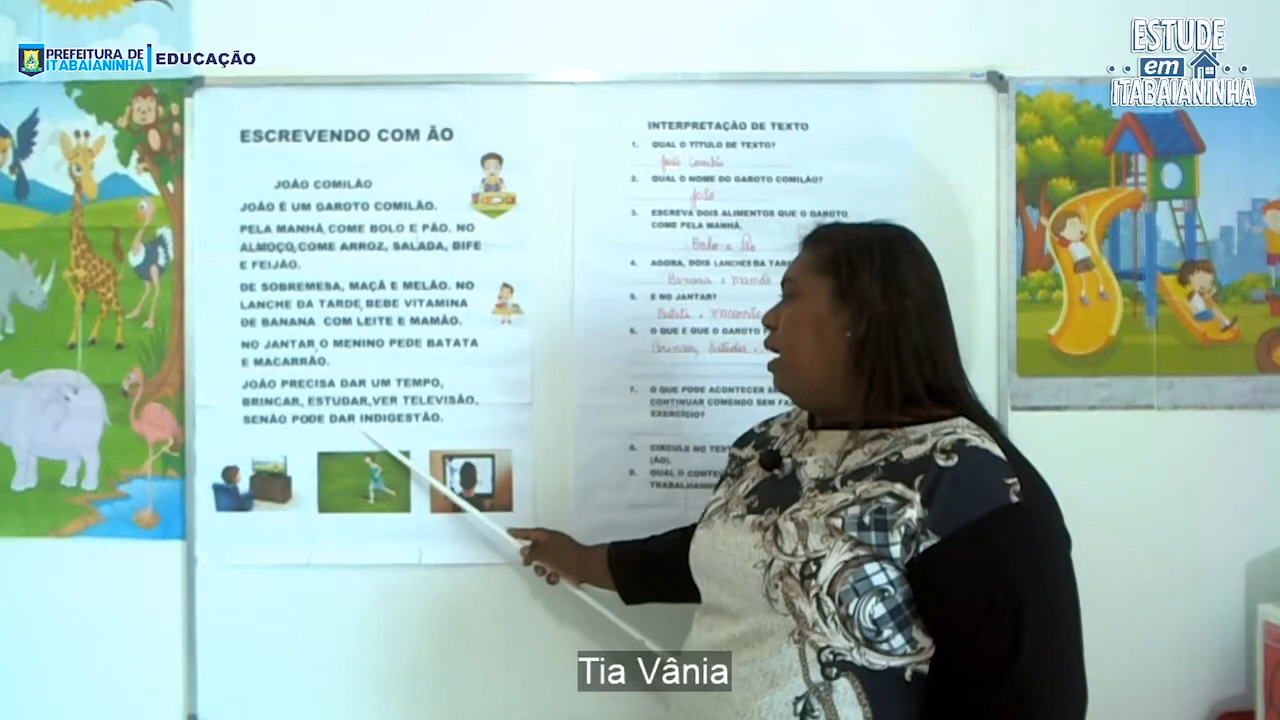 PREFEITURA DE
ITABAIANINHA
EDUCAÇÃO
ESTUDE
em
ITABAIANINHA
ESCREVENDO COM ÃO
JOÃO COMILÃO
JOÃO É UM GAROTO COMILÃO.
PELA MANHÃ, COME BOLO E PÃO. NO
ALMOÇO, COME ARROZ, SALADA, BIFE
E FEIJÃO.
DE SOBREMESA, MAÇÃ E MELÃO. NO
LANCHE DA TARDE, BEBE VITAMINA
DE BANANA COM LEITE E MAMÃO.
NO JANTAR, O MENINO PEDE BATATA
E MACARRÃO.
JOÃO PRECISA DAR UM TEMPO,
BRINCAR, ESTUDAR, VER TELEVISÃO,
SENÃO PODE DAR INDIGESTÃO.
INTERPRETAÇÃO DE TEXTO
1. QUAL O TÍTULO DE TEXTO?
João Comilão
2. QUAL O NOME DO GAROTO COMILÃO?
João
3. ESCREVA DOIS ALIMENTOS QUE O GAROTO
COME PELA MANHÃ.
Bolo e Pão
4. AGORA, DOIS LANCHES DA
Banana e mamão
5. E NO JANTAR?
Batata e macarrão
6. O QUE É QUE O GAROTO
Brincar, Estudar
7. O QUE PODE ACONTECER
CONTINUAR COMENDO SEM
EXERCÍCIO?
8. CIRCULE NO
(ÃO).
9. QUAL O
Tia Vânia